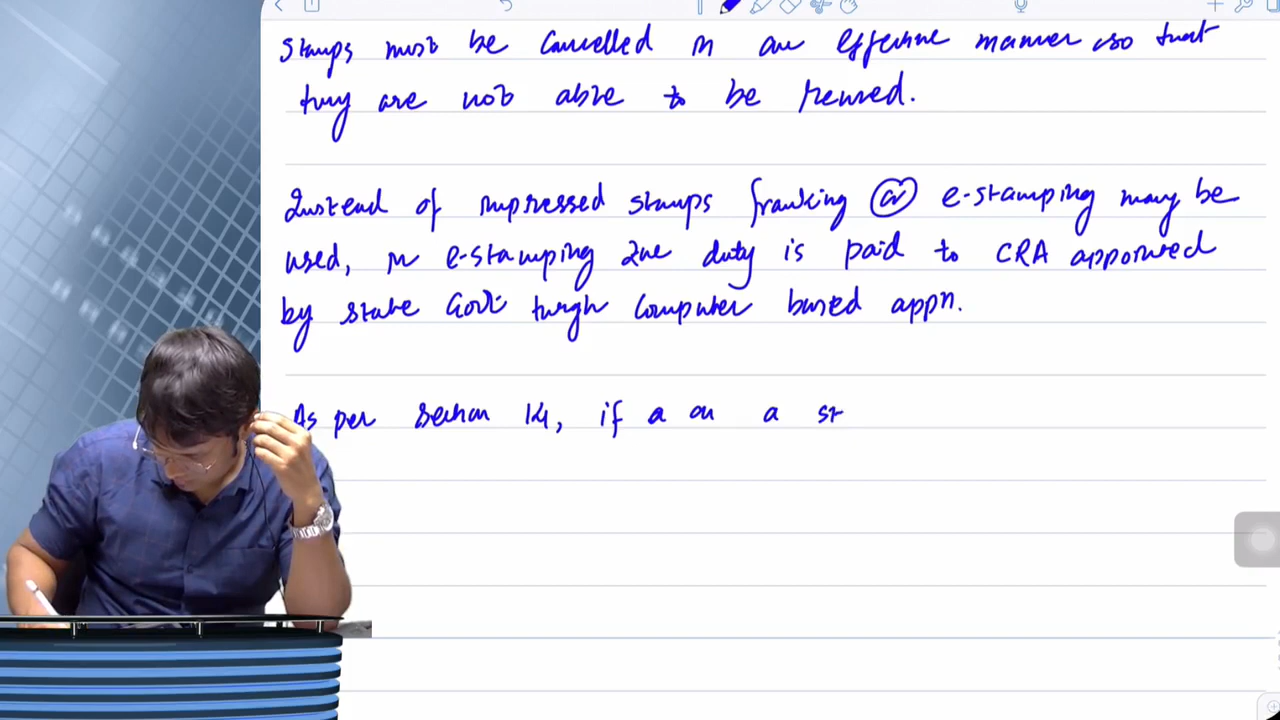 Stamps must be Cancelled in an effective manner so that
they are not able to be reused.
Instead of impressed stamps franking or e-stamping may be
used, in e-stamping the duty is paid to CRA appointed
by state Govt through Computer based appn.
As per Section 14, if a on a st